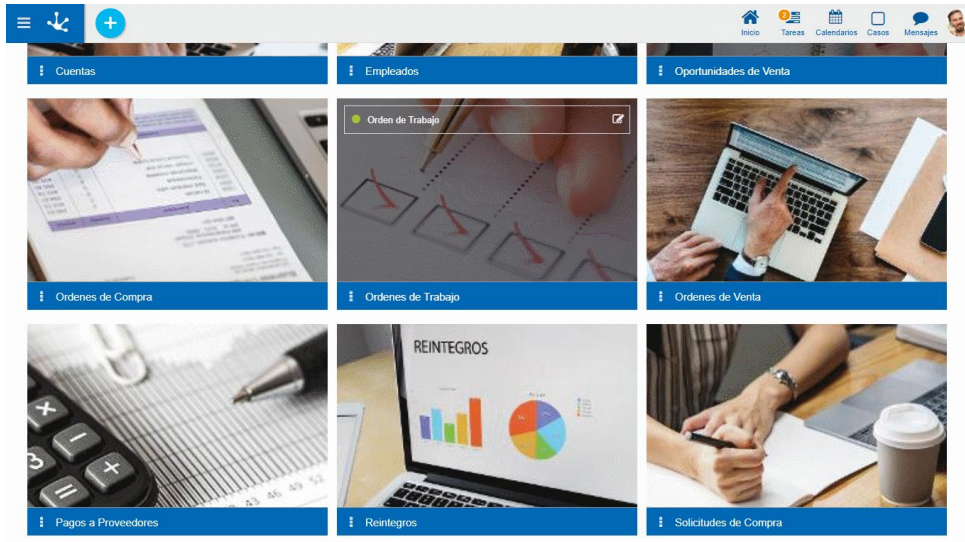 2
Inicio
Tareas
Calendarios
Casos
Mensajes
Cuentas
Empleados
Oportunidades de Venta
Orden de Trabajo
Ordenes de Compra
Ordenes de Trabajo
Ordenes de Venta
REINTEGROS
Pagos a Proveedores
Reintegros
Solicitudes de Compra